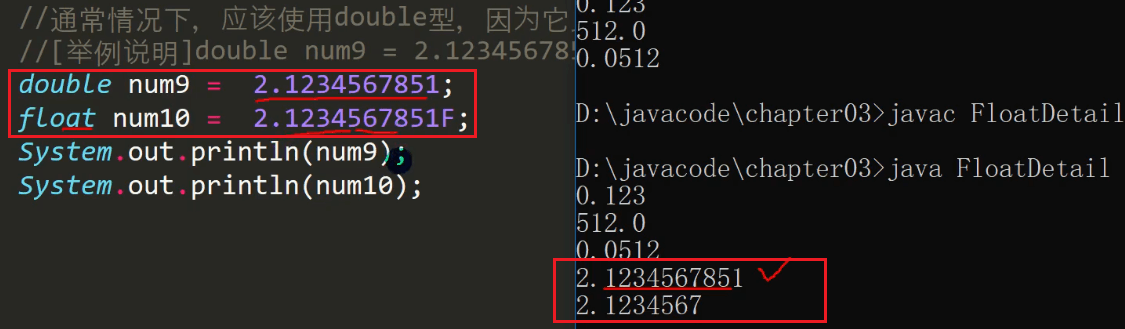 //通常情况下, 应该使用double型, 因为它
//[举例说明]double num9 = 2.123456785
double num9 =  2.1234567851;
float num10 =  2.1234567851F;
System.out.println(num9);
System.out.println(num10);
0.123
512.0
0.0512
D:\javacode\chapter03>javac FloatDetail
D:\javacode\chapter03>java FloatDetail
0.123
512.0
0.0512
2.1234567851
2.1234567